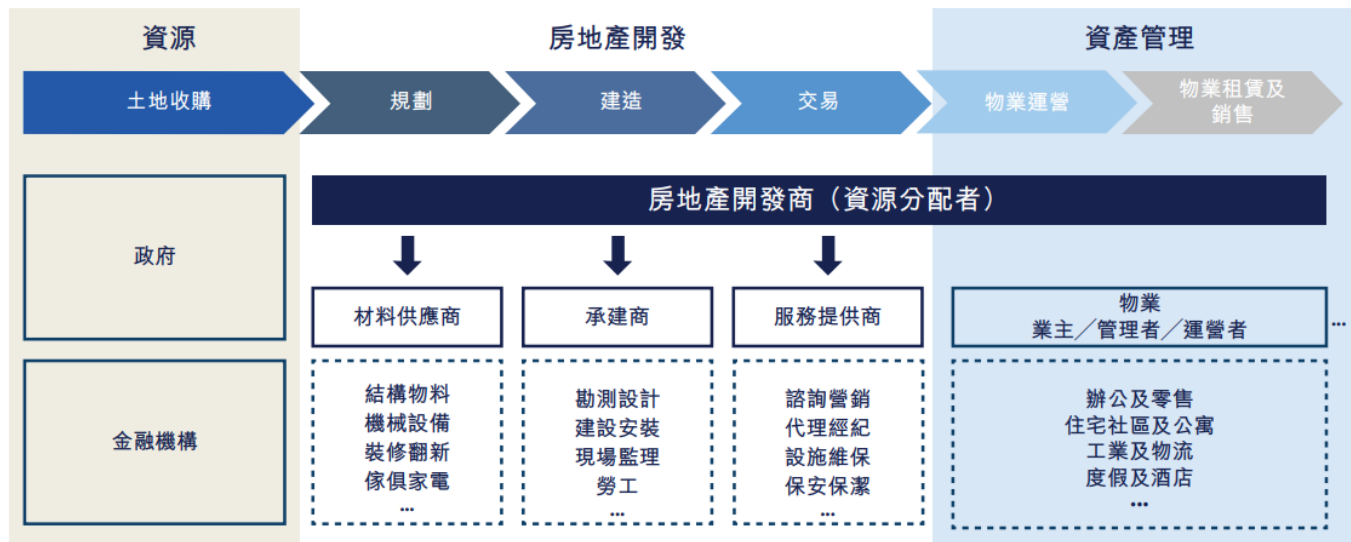 資源
房地產開發
資產管理
土地收購
規劃
建造
交易
物業運營
物業租賃及
銷售
政府
金融機構
房地產開發商（資源分配者）
材料供應商
結構物料
機械設備
裝修翻新
傢俱家電
...
承建商
勘測設計
建設安裝
現場監理
勞工
...
服務提供商
諮詢營銷
代理經紀
設施維保
保安保潔
...
物業
業主╱管理者╱運營者
...
辦公及零售
住宅社區及公寓
工業及物流
度假及酒店
...